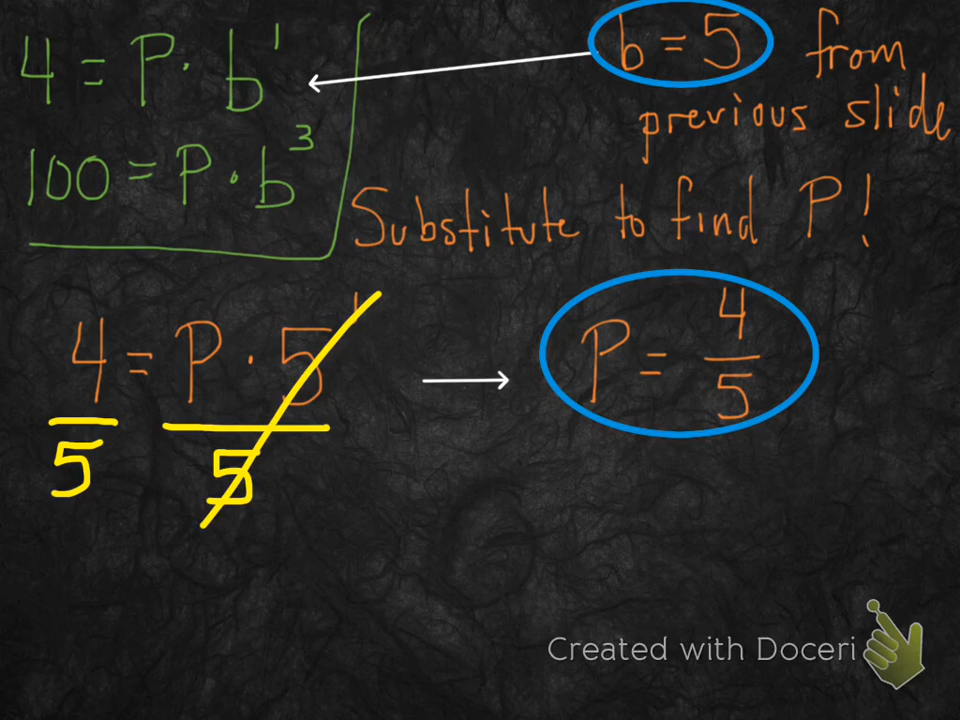 4 = P · b¹
b = 5 from
previous slide
100 = P · b³
Substitute to find P!
4 = P · 5¹
5 5
P = 4/5
Created with Doceri